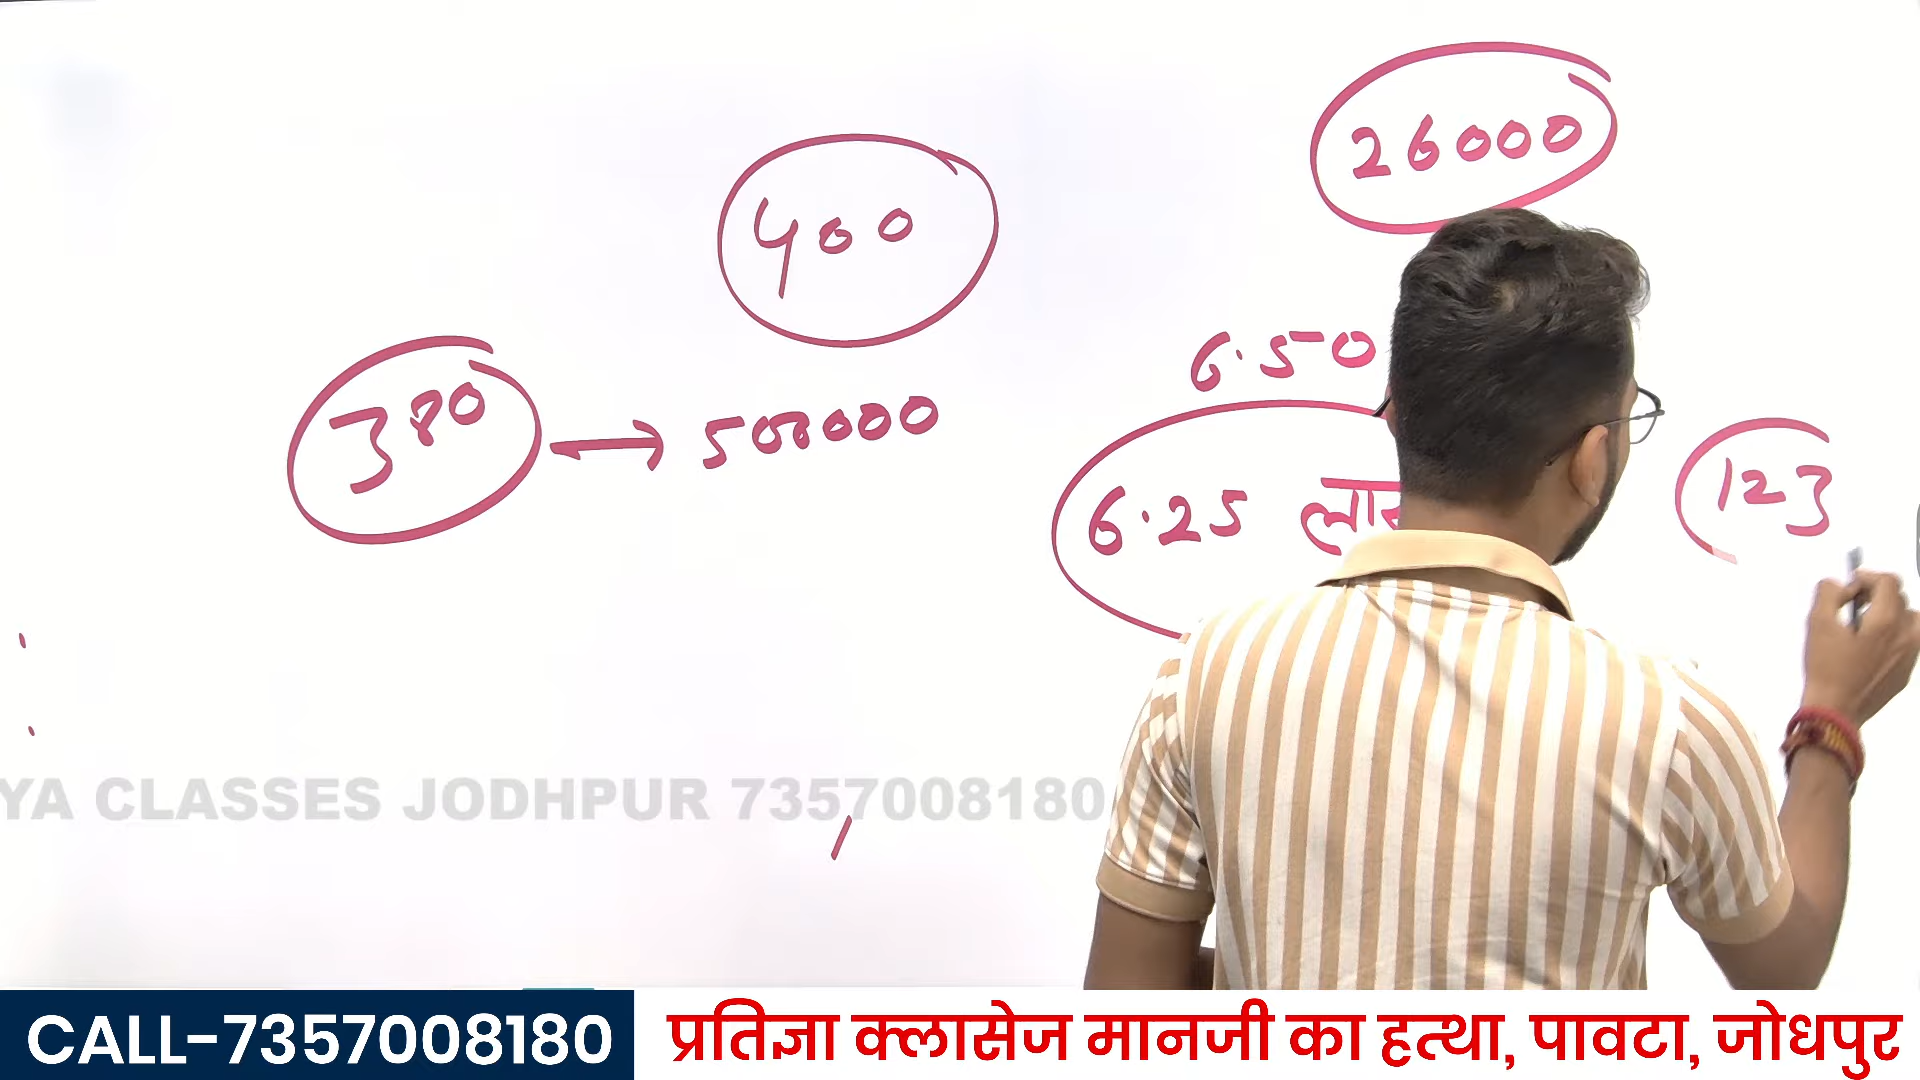 26000
400
6.50
380 → 500000
6.25
123
YA CLASSES JODHPUR 7357008180
CALL-7357008180
प्रतिज्ञा क्लासेज मानजी का हत्था, पावटा, जोधपुर